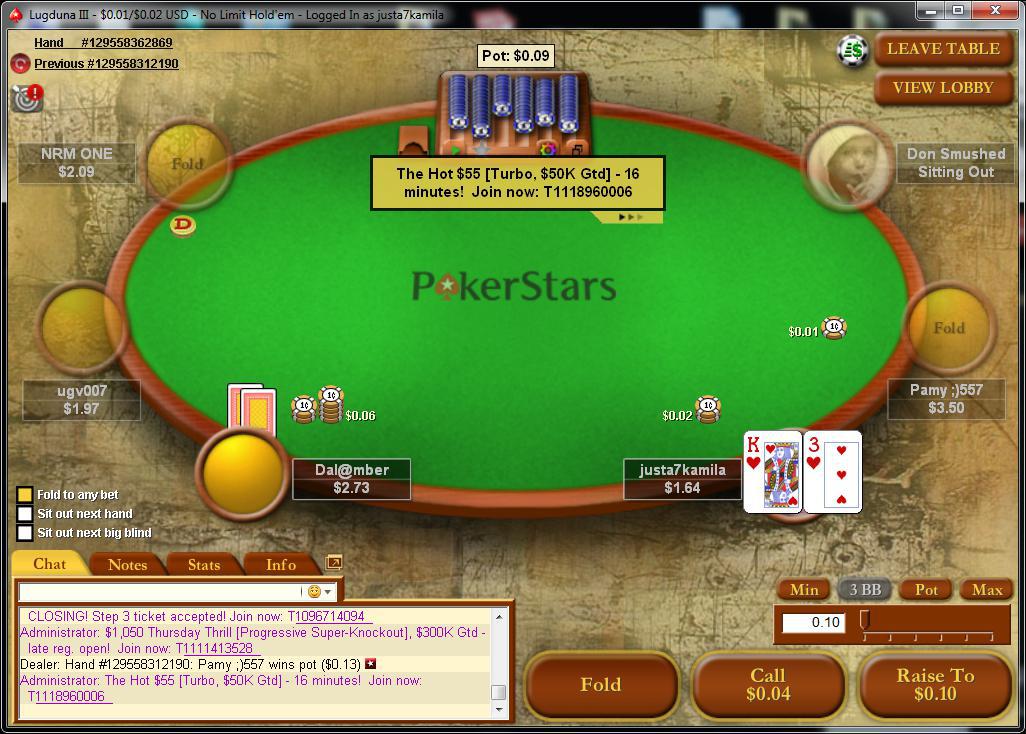 Lugduna III - $0.01/$0.02 USD - No Limit Hold'em - Logged In as justa7kamila
Hand #129558362869
Previous #129558312190
Pot: $0.09
LEAVE TABLE
VIEW LOBBY
NRM ONE
$2.09
Fold
Don Smushed
Sitting Out
The Hot $55 [Turbo, $50K Gtd] - 16
minutes! Join now: T1118960006
D
PokerStars
$0.01
1¢
Fold
ugv007
$1.97
Pamy ;)557
$3.50
1¢
1¢
$0.06
$0.02
1¢
Dal@mber
$2.73
justa7kamila
$1.64
K
3
Fold to any bet
Sit out next hand
Sit out next big blind
Chat
Notes
Stats
Info
CLOSING! Step 3 ticket accepted! Join now: T1096714094
Administrator: $1,050 Thursday Thrill [Progressive Super-Knockout], $300K Gtd -
late reg. open! Join now: T1111413528
Dealer: Hand #129558312190: Pamy ;)557 wins pot ($0.13)
Administrator: The Hot $55 [Turbo, $50K Gtd] - 16 minutes! Join now:
T1118960006
Min
3 BB
Pot
Max
0.10
Fold
Call
$0.04
Raise To
$0.10